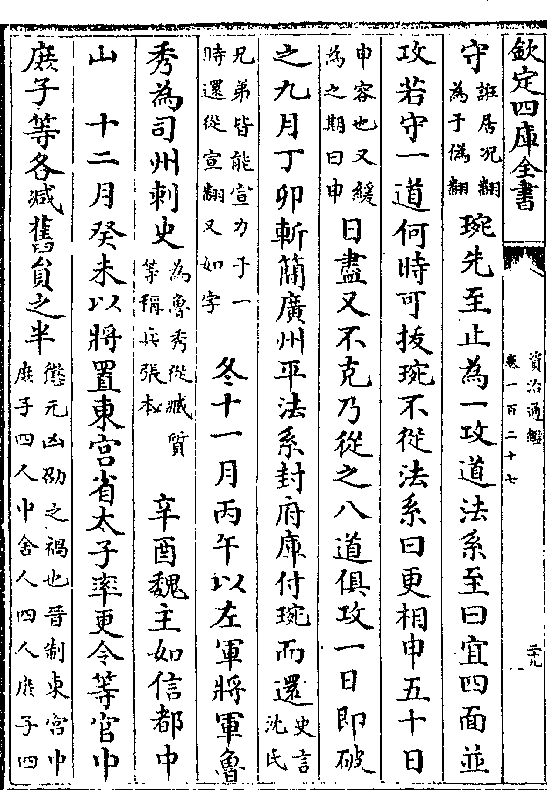 欽定四庫全書
資治通鑑
卷一百二十七
守誑居況翻為于偽翻琬先至止為一攻道法系至曰宜四面並
攻若守一道何時可拔琬不從法系曰更相申五十日
申容也又緩為之期曰申日盡又不克乃從之八道俱攻一日即破
之九月丁卯斬簡廣州平法系封府庫付琬而還史言沈氏
兄弟皆能宣力于一時還從宣翻又如字冬十一月丙午以左軍將軍魯
秀為司州刺史為魯秀從臧質等稱兵張本辛酉魏主如信都中
山 十二月癸未以將置東宮省太子率更令等官中
庶子等各減舊員之半懲元凶劭之禍也晉制東宮中庶子四人中舍人四人庶子四